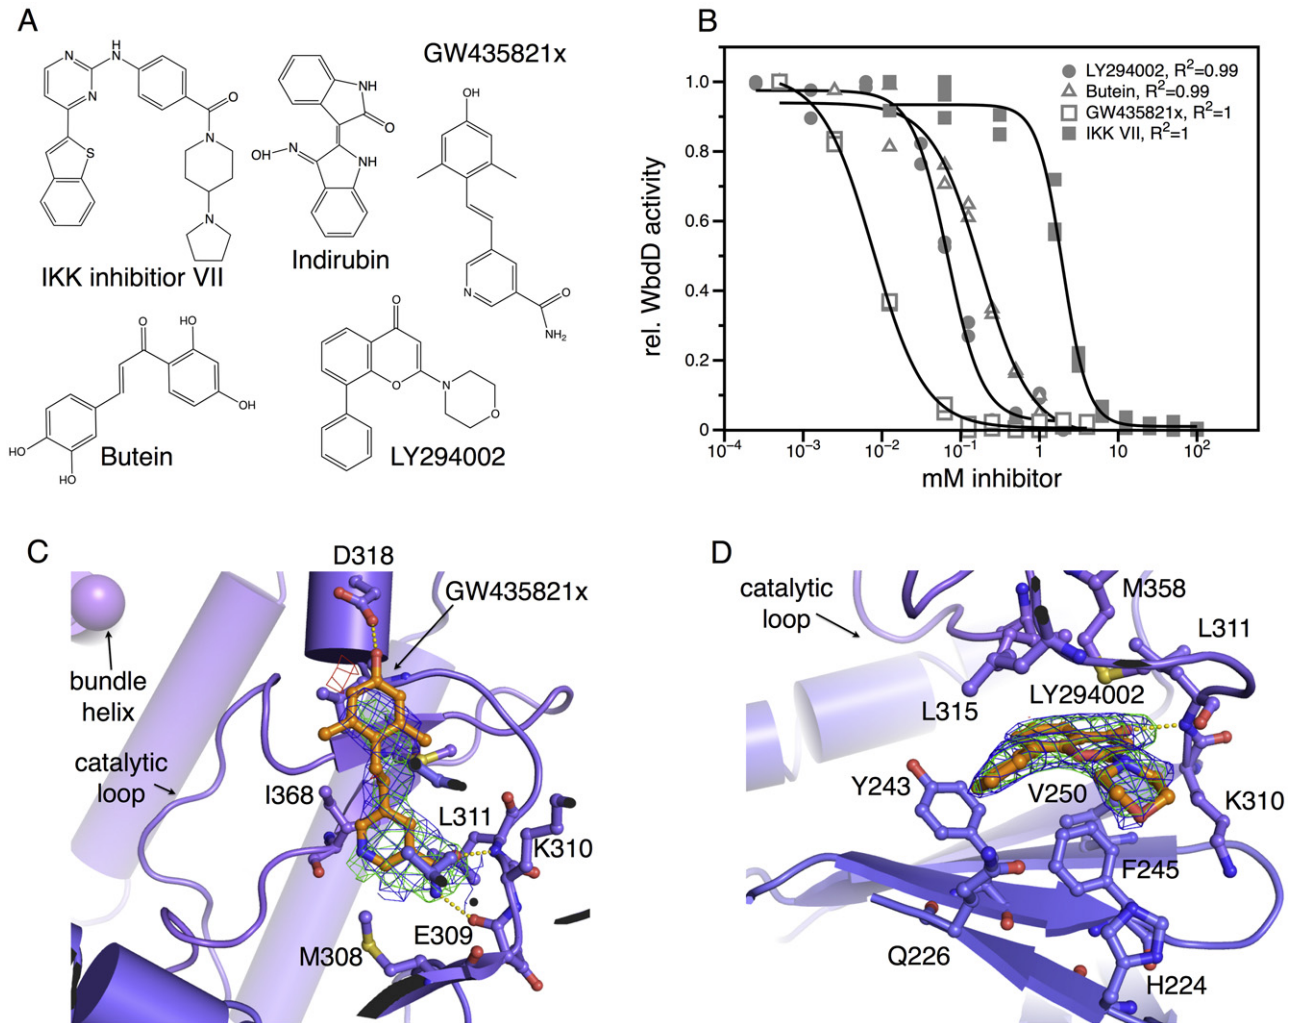 A
GW435821x
OH
N
N
H
N
O
N
S
N
IKK inhibitior VII
NH
O
OH
N
NH
Indirubin
N
O
NH2
Butein
O
HO
OH
HO
HO
LY294002
O
O
N
O
B
LY294002, R2=0.99
Butein, R2=0.99
GW435821x, R2=1
IKK VII, R2=1
rel. WbdD activity
1.0
0.8
0.6
0.4
0.2
0
10−4
10−3
10−2
10−1
1
10
102
mM inhibitor
C
D318
GW435821x
bundle
helix
catalytic
loop
I368
L311
K310
E309
M308
D
catalytic
loop
M358
L311
L315
LY294002
Y243
V250
K310
F245
Q226
H224